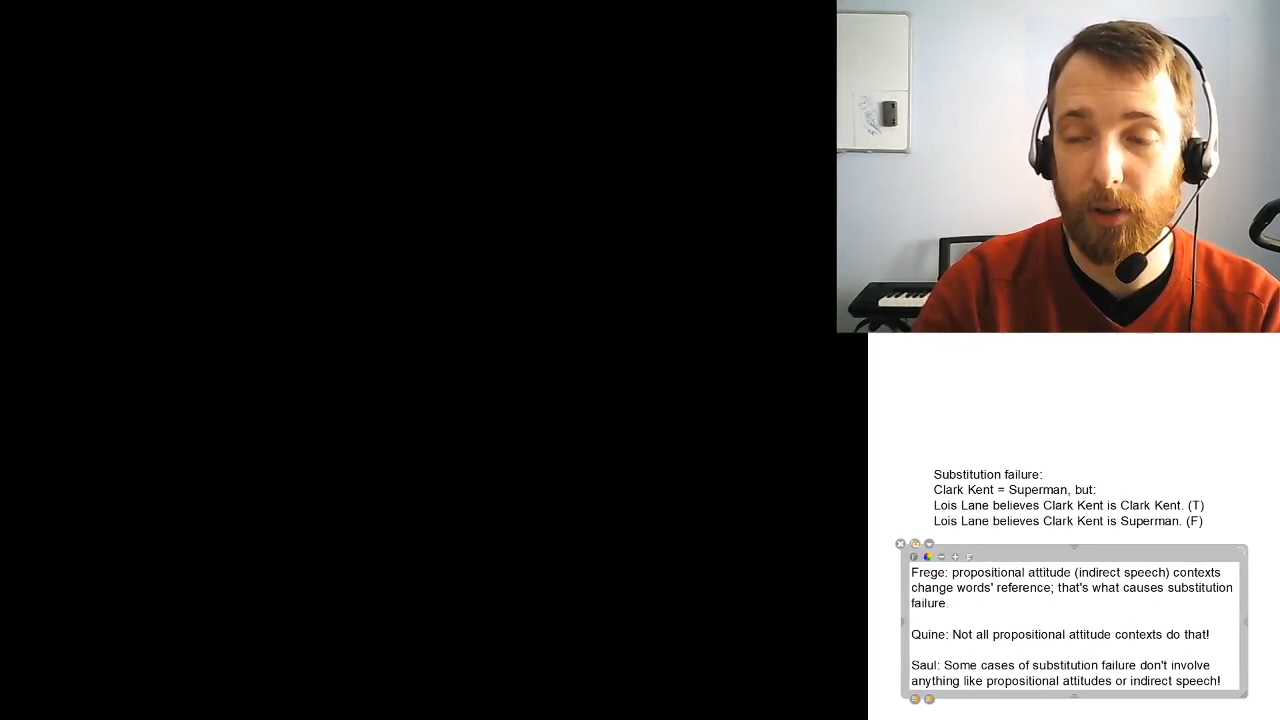 Substitution failure:
Clark Kent = Superman, but:
Lois Lane believes Clark Kent is Clark Kent. (T)
Lois Lane believes Clark Kent is Superman. (F)
Frege: propositional attitude (indirect speech) contexts
change words' reference; that's what causes substitution
failure.
Quine: Not all propositional attitude contexts do that!
Saul: Some cases of substitution failure don't involve
anything like propositional attitudes or indirect speech!